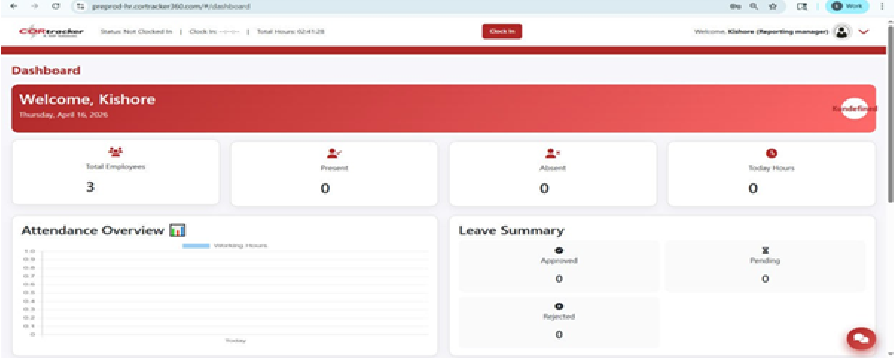 preprod-hr.cortracker360.com/#/dashboard
Work
CORtracker
Status: Not Clocked In | Clock In: --:-- | Total Hours: 02:41:28
Clock In
Welcome, Kishore (Reporting manager)
Dashboard
Welcome, Kishore
Thursday, April 16, 2026
Total Employees
3
Present
0
Absent
0
Today Hours
0
Attendance Overview
Working Hours
1.0
0.9
0.8
0.7
0.6
0.5
0.4
0.3
0.2
0.1
0
Today
Leave Summary
Approved
0
Pending
0
Rejected
0